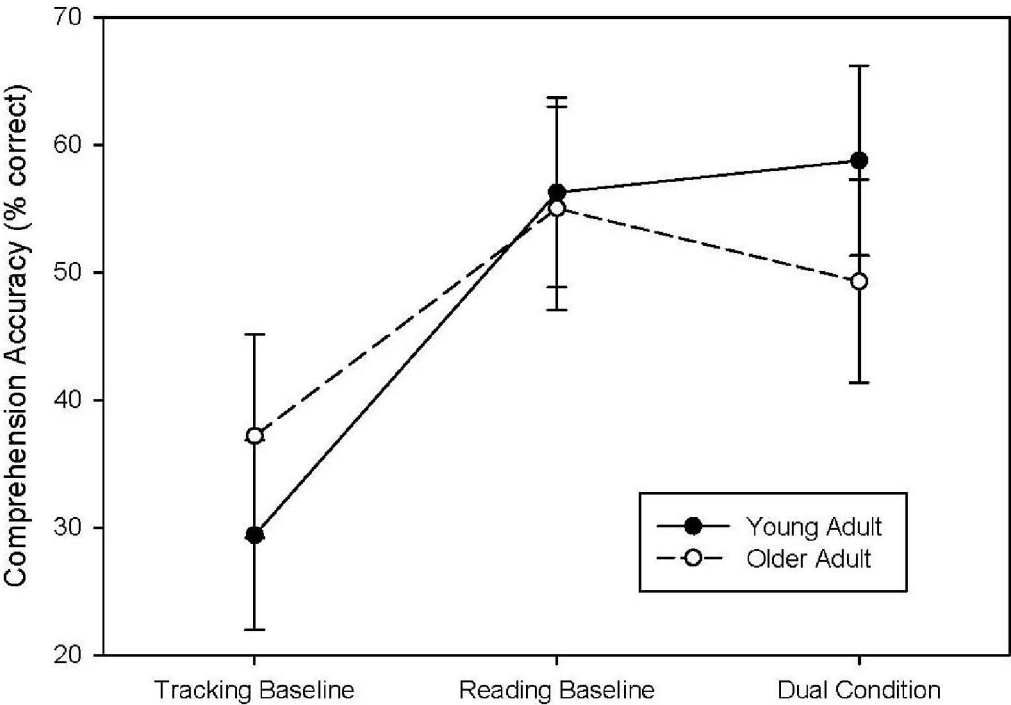 Comprehension Accuracy (% correct)
70
60
50
40
30
20
Tracking Baseline
Reading Baseline
Dual Condition
Young Adult
Older Adult